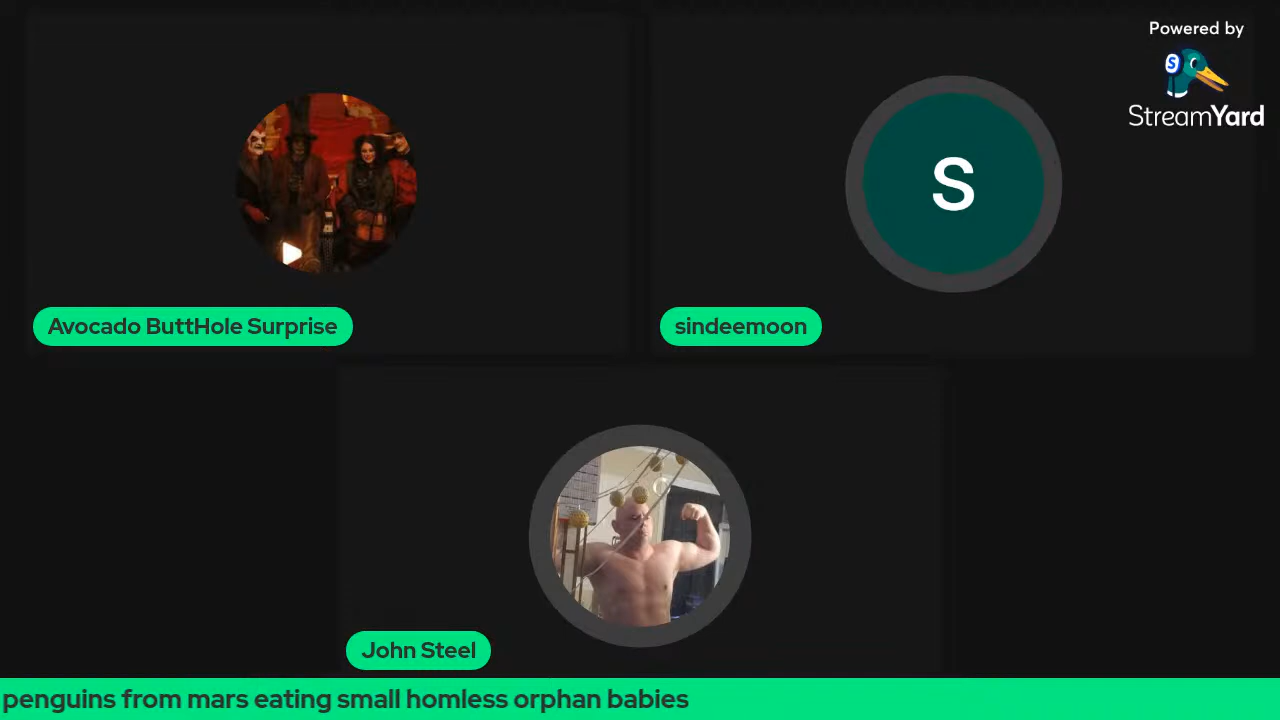 Powered by
StreamYard
S
S
Avocado ButtHole Surprise
sindeemoon
John Steel
penguins from mars eating small homless orphan babies